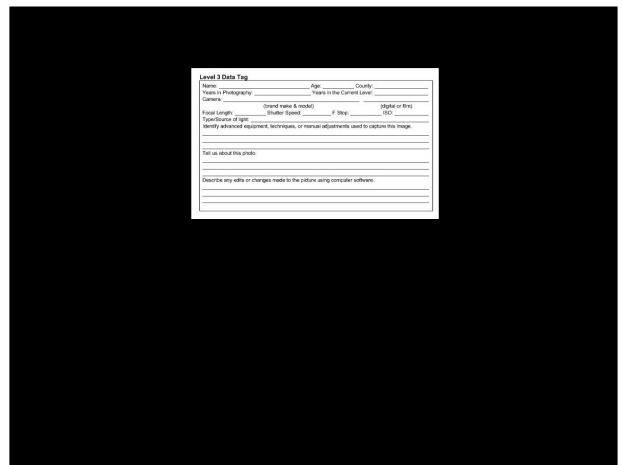 Level 3 Data Tag
Name: Age: County:
Years in Photography: Years in the Current Level:
Camera:
(brand make & model) (digital or film)
Focal Length: Shutter Speed: F Stop: ISO:
Type/Source of light:
Identify advanced equipment, techniques, or manual adjustments used to capture this image.
Tell us about this photo.
Describe any edits or changes made to the picture using computer software.